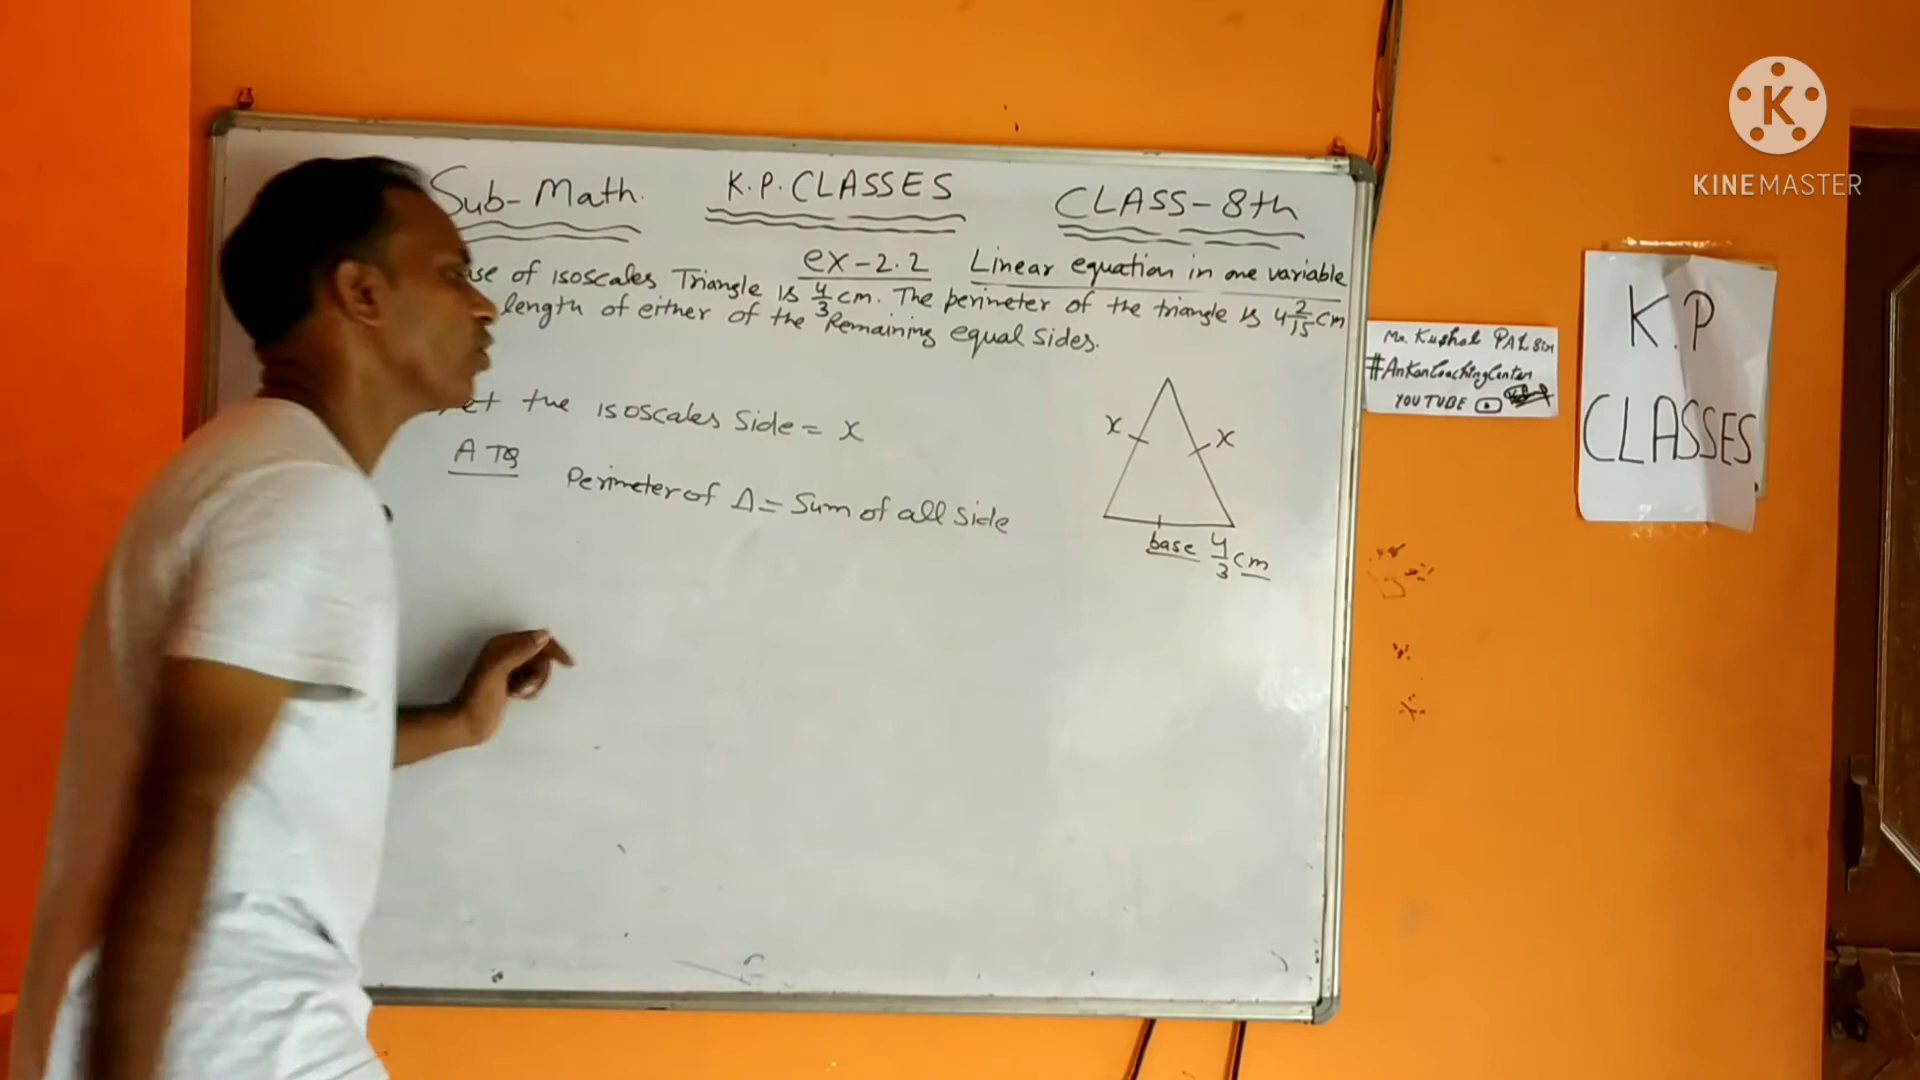 Sub- Math.
K.P. CLASSES
CLASS - 8th
ex - 2.2 Linear equation in one variable
se of isoscales Triangle is 4/3 cm. The perimeter of the triangle is 4 2/15 cm
length of either of the Remaining equal sides.
the isoscales side = x
ATQ
Perimeter of Δ = Sum of all side
x
x
base 4/3 cm
KINEMASTER
K
Mr. Kushal PAL
#AnkanCoachingCenter
YOUTUBE
K.P
CLASSES